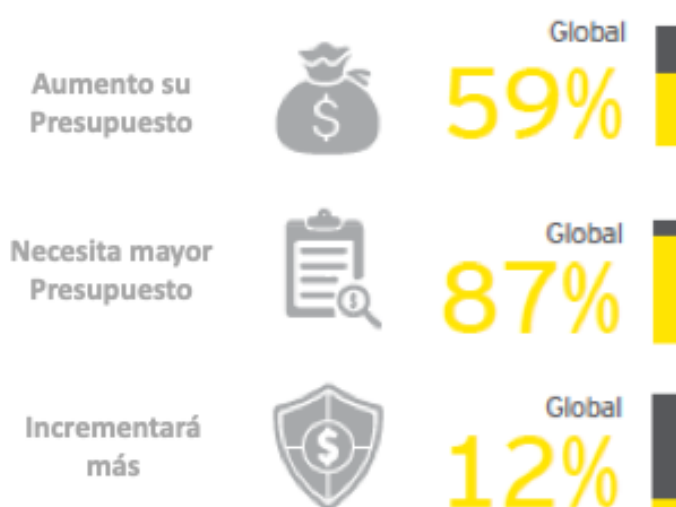 Global
Aumento su
Presupuesto
$
59%
Global
Necesita mayor
Presupuesto
$
87%
Global
Incrementará
más
$
12%